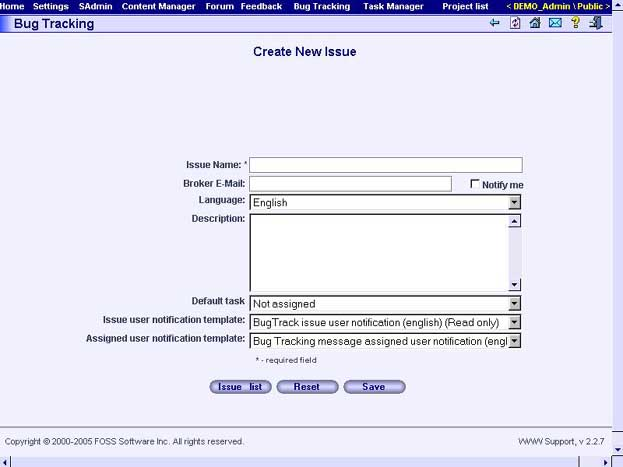 Home Settings SAdmin Content Manager Forum Feedback Bug Tracking Task Manager Project list < DEMO_Admin \ Public >
Bug Tracking
Create New Issue
Issue Name: *
Broker E-Mail: Notify me
Language: English
Description:
Default task Not assigned
Issue user notification template: BugTrack issue user notification (english) (Read only)
Assigned user notification template: Bug Tracking message assigned user notification (engl
* - required field
Issue list Reset Save
Copyright © 2000-2005 FOSS Software Inc. All rights reserved. WWW Support, v 2.2.7